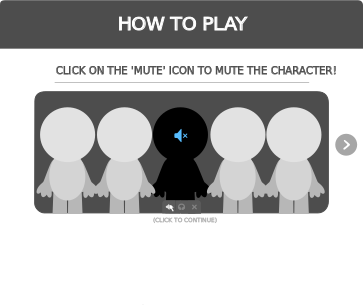 HOW TO PLAY
CLICK ON THE 'MUTE' ICON TO MUTE THE CHARACTER!
(CLICK TO CONTINUE)